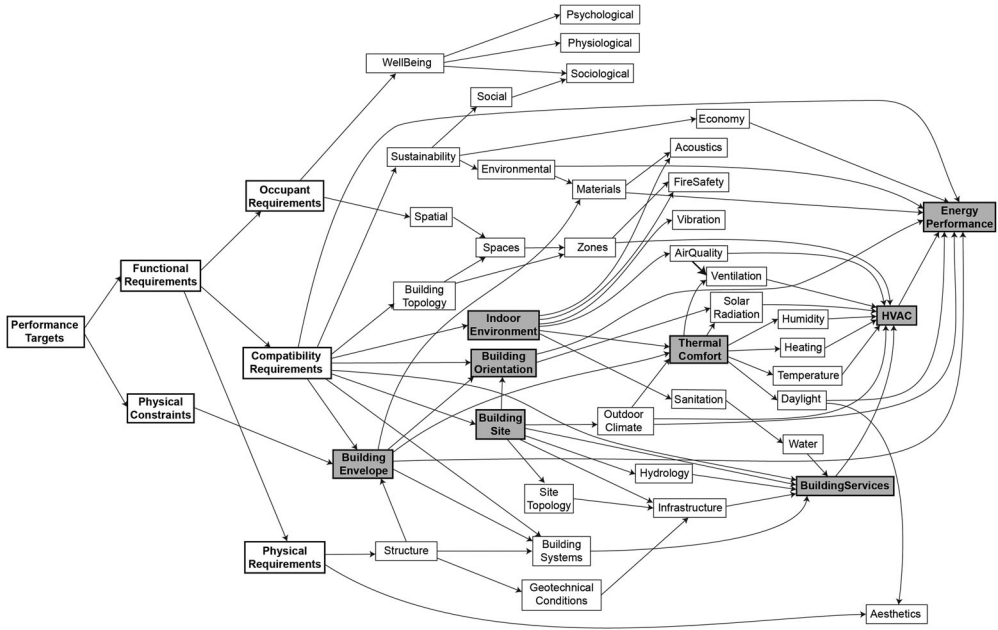 Psychological
Physiological
WellBeing
Sociological
Social
Economy
Acoustics
Sustainability
Environmental
FireSafety
Materials
Occupant
Requirements
Spatial
Vibration
Energy
Performance
Spaces
Zones
AirQuality
Functional
Requirements
Ventilation
Building
Topology
Solar
Radiation
Indoor
Environment
Humidity
HVAC
Performance
Targets
Thermal
Comfort
Heating
Compatibility
Requirements
Building
Orientation
Temperature
Physical
Constraints
Sanitation
Daylight
Building
Site
Outdoor
Climate
Water
Building
Envelope
Hydrology
BuildingServices
Site
Topology
Infrastructure
Physical
Requirements
Structure
Building
Systems
Geotechnical
Conditions
Aesthetics